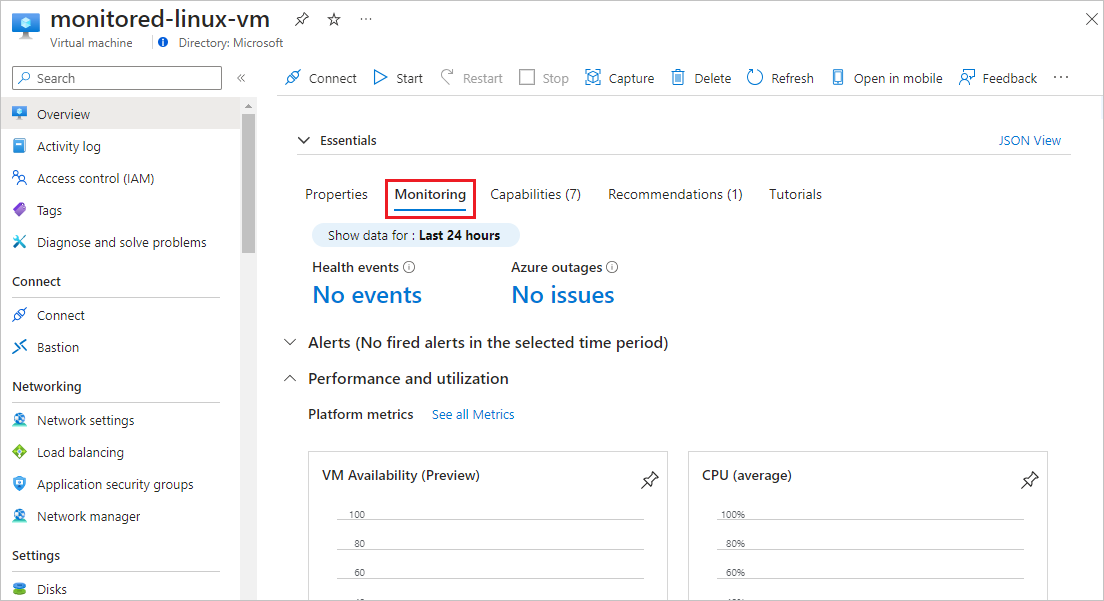 monitored-linux-vm
Virtual machine
Directory: Microsoft
Search
Overview
Activity log
Access control (IAM)
Tags
Diagnose and solve problems
Connect
Connect
Bastion
Networking
Network settings
Load balancing
Application security groups
Network manager
Settings
Disks
Connect Start Restart Stop Capture Delete Refresh Open in mobile Feedback
Essentials JSON View
Properties Monitoring Capabilities (7) Recommendations (1) Tutorials
Show data for : Last 24 hours
Health events Azure outages
No events No issues
Alerts (No fired alerts in the selected time period)
Performance and utilization
Platform metrics See all Metrics
VM Availability (Preview)
100
80
60
CPU (average)
100%
80%
60%